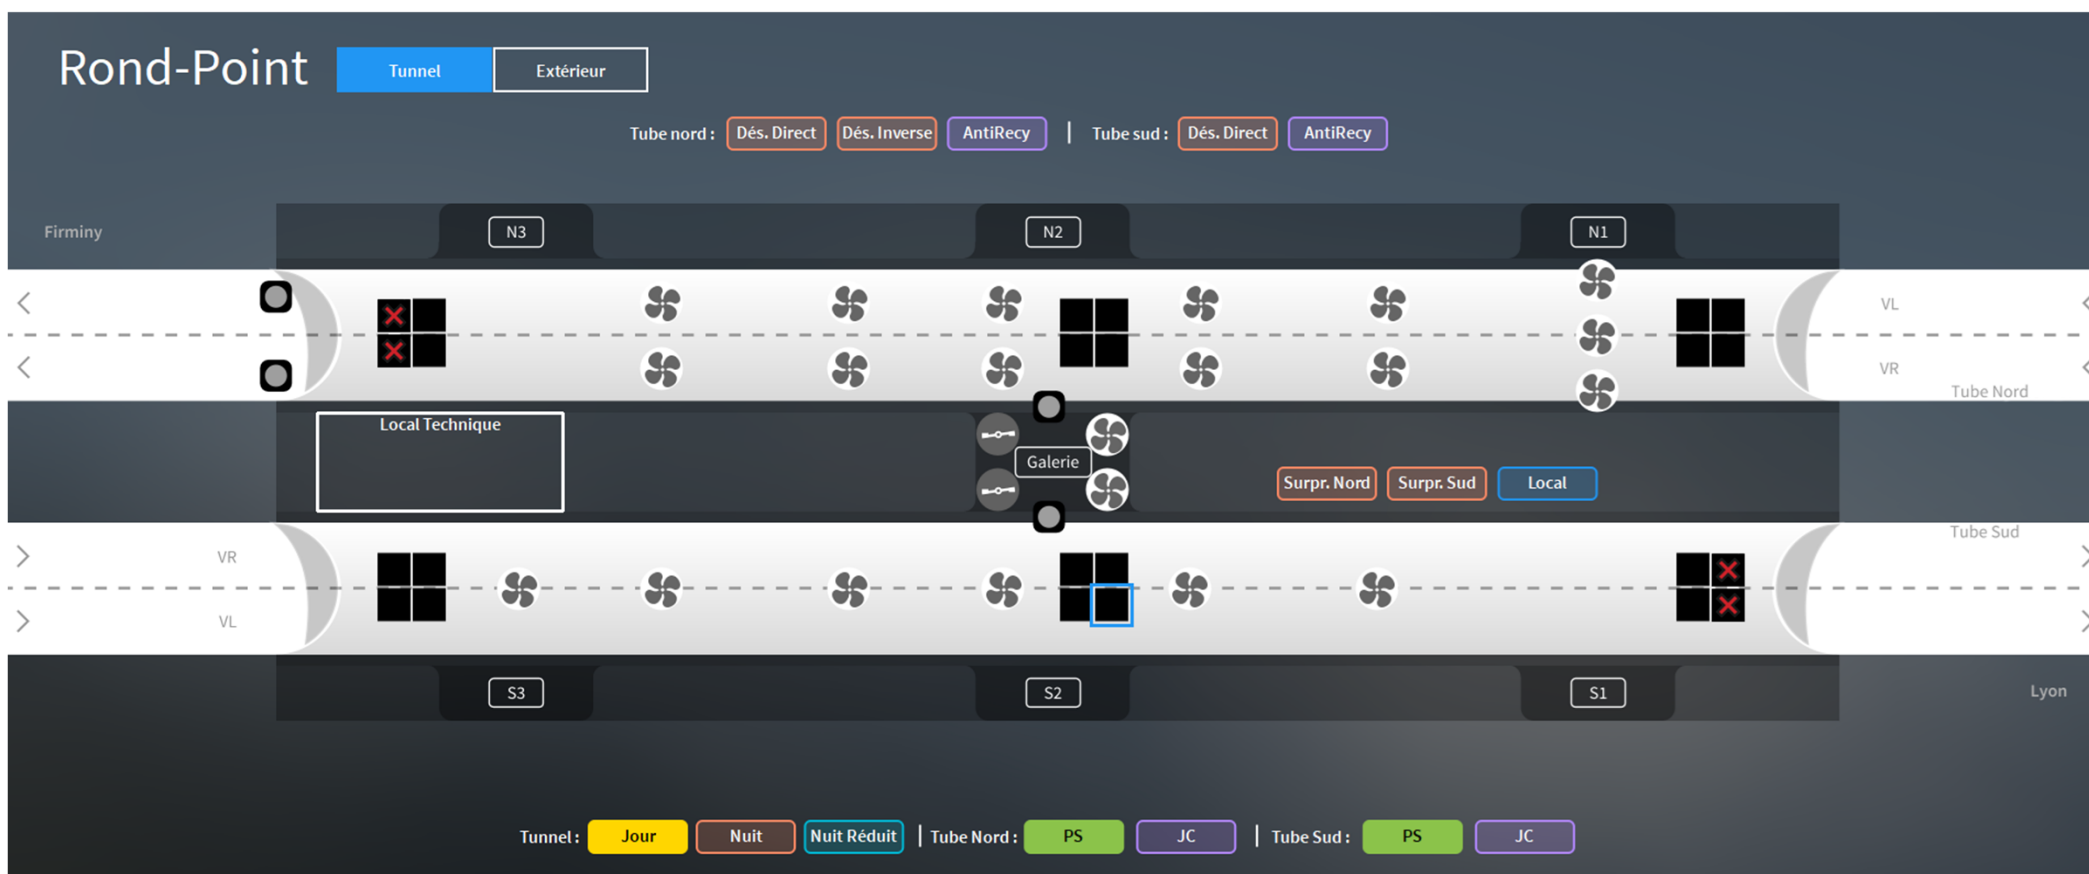 Rond-Point Tunnel Extérieur
Tube nord : Dés. Direct Dés. Inverse AntiRecy | Tube sud : Dés. Direct AntiRecy
Firminy N3 N2 N1
VL
VR
Tube Nord
Local Technique
Galerie
Surpr. Nord Surpr. Sud Local
Tube Sud
VR
VL
S3 S2 S1 Lyon
Tunnel : Jour Nuit Nuit Réduit | Tube Nord : PS JC | Tube Sud : PS JC